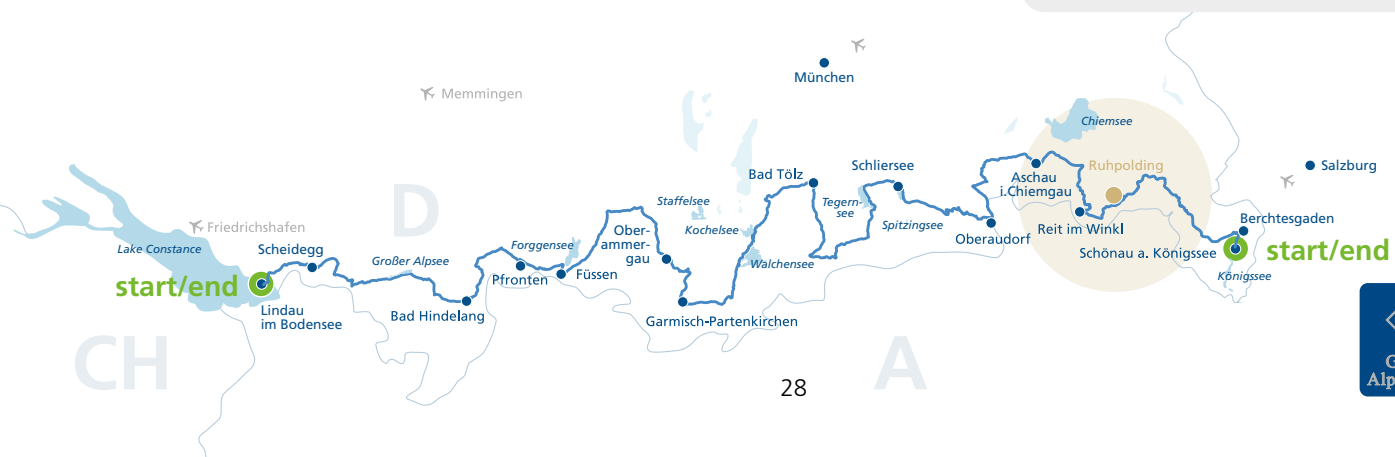 München
Memmingen
Chiemsee
Ruhpolding
Salzburg
Schliersee
Bad Tölz
Aschau
i.Chiemgau
D
Staffelsee
Tegern-
see
Friedrichshafen
Berchtesgaden
Lake Constance
Scheidegg
Forggensee
Ober-
ammer-
gau
Kochelsee
Spitzingsee
Oberaudorf
Reit im Winkl
start/end
Großer Alpsee
Walchensee
Schönau a. Königssee
Königssee
start/end
Pfronten
Füssen
Lindau
im Bodensee
Bad Hindelang
Garmisch-Partenkirchen
CH
A
28